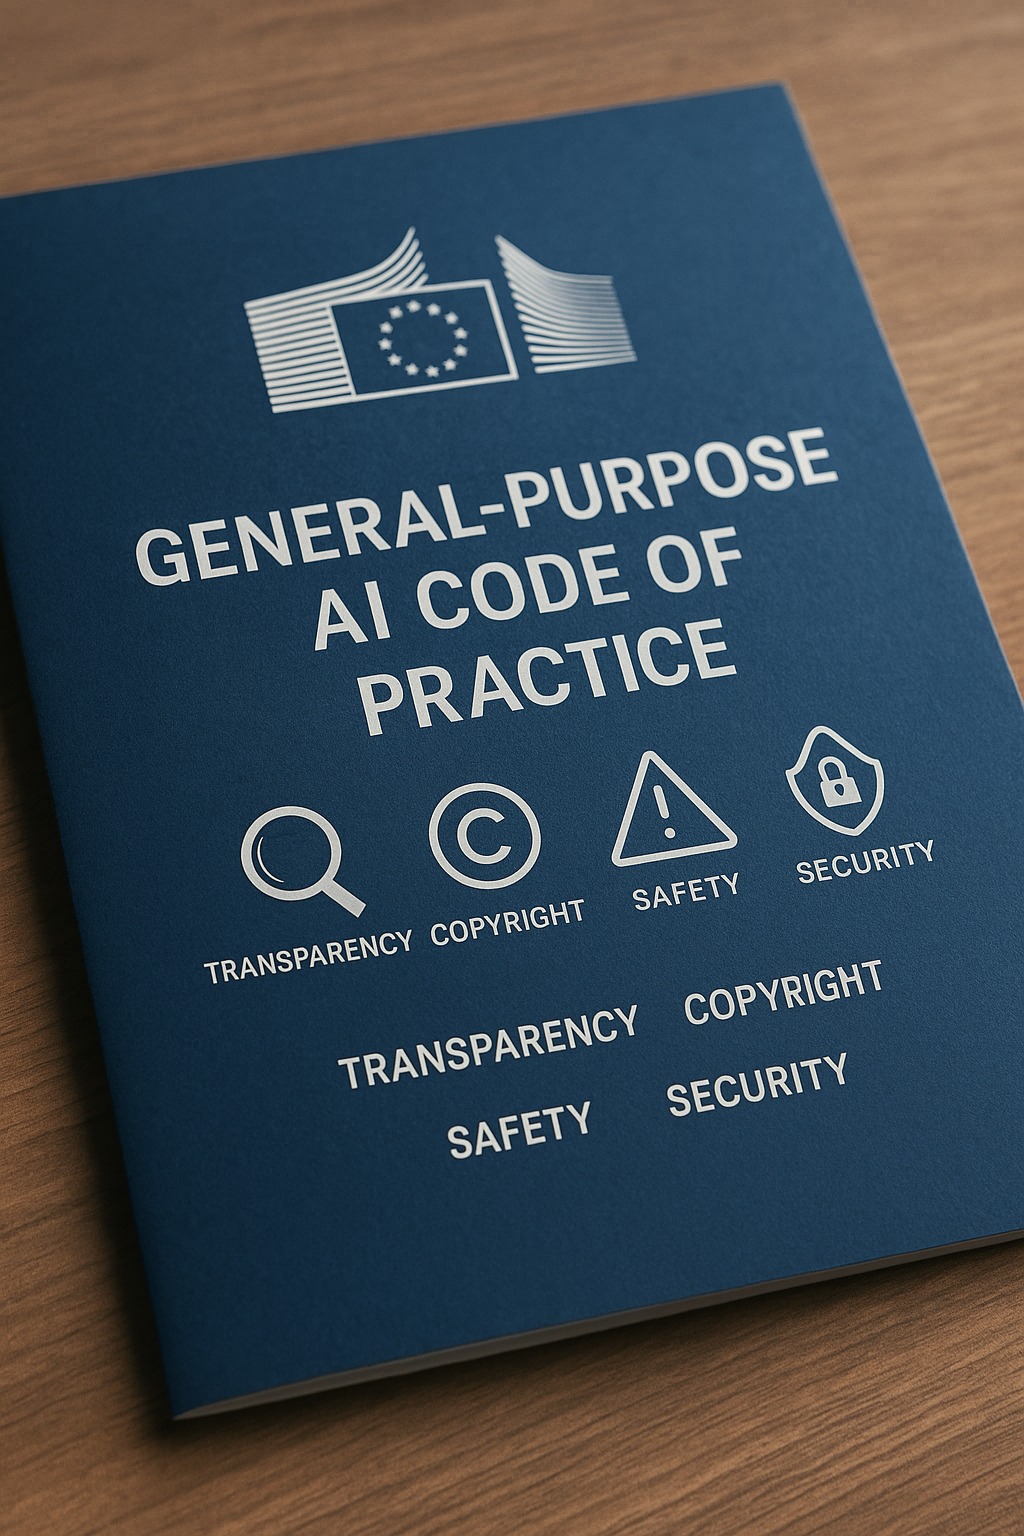 GENERAL-PURPOSE
AI CODE OF
PRACTICE
TRANSPARENCY COPYRIGHT SAFETY SECURITY
TRANSPARENCY COPYRIGHT
SAFETY SECURITY